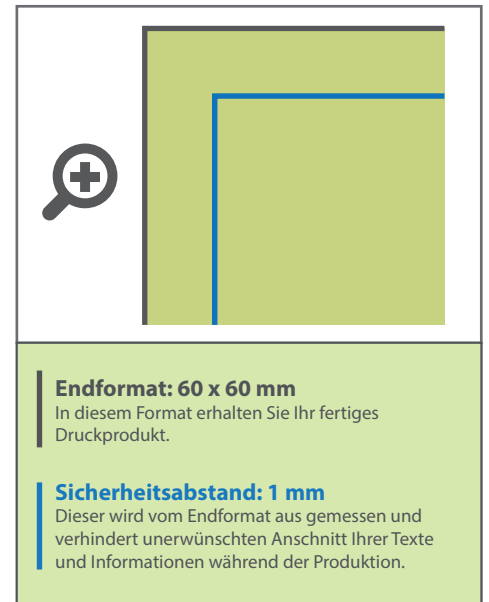 Endformat: 60 x 60 mm
In diesem Format erhalten Sie Ihr fertiges
Druckprodukt.
Sicherheitsabstand: 1 mm
Dieser wird vom Endformat aus gemessen und
verhindert unerwünschten Anschnitt Ihrer Texte
und Informationen während der Produktion.